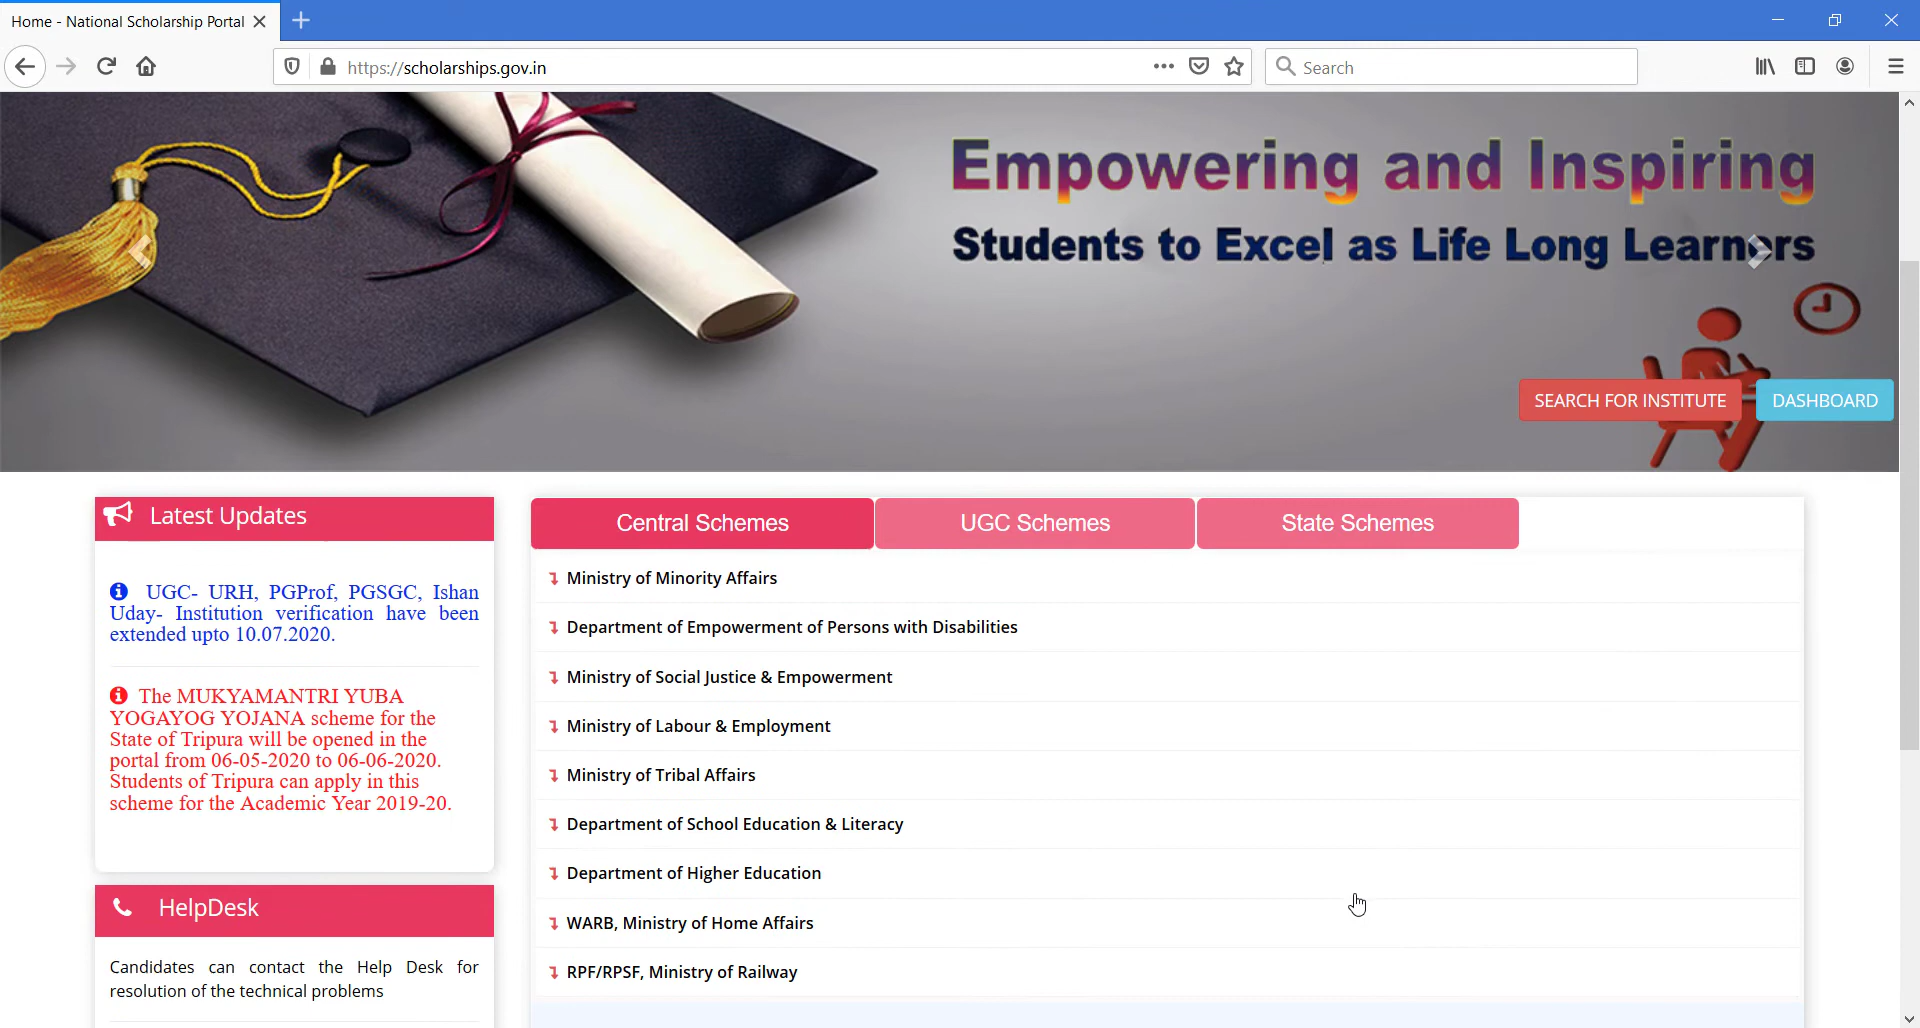 Home - National Scholarship Portal
https://scholarships.gov.in
Search
Empowering and Inspiring
Students to Excel as Life Long Learners
SEARCH FOR INSTITUTE
DASHBOARD
Latest Updates
UGC- URH, PGProf, PGSGC, Ishan
Uday- Institution verification have been
extended upto 10.07.2020.
The MUKYAMANTRI YUBA
YOGAYOG YOJANA scheme for the
State of Tripura will be opened in the
portal from 06-05-2020 to 06-06-2020.
Students of Tripura can apply in this
scheme for the Academic Year 2019-20.
HelpDesk
Candidates can contact the Help Desk for
resolution of the technical problems
Central Schemes
UGC Schemes
State Schemes
Ministry of Minority Affairs
Department of Empowerment of Persons with Disabilities
Ministry of Social Justice & Empowerment
Ministry of Labour & Employment
Ministry of Tribal Affairs
Department of School Education & Literacy
Department of Higher Education
WARB, Ministry of Home Affairs
RPF/RPSF, Ministry of Railway